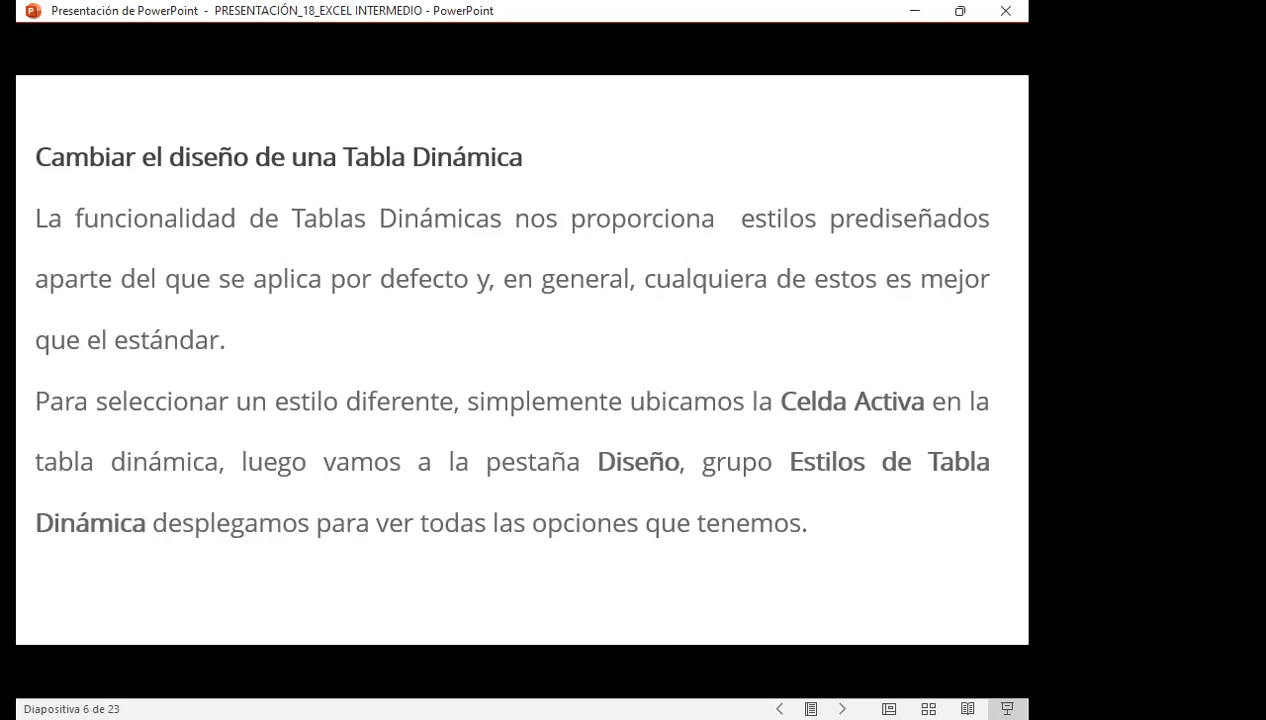 Presentación de PowerPoint - PRESENTACIÓN_18_EXCEL INTERMEDIO - PowerPoint
Cambiar el diseño de una Tabla Dinámica
La funcionalidad de Tablas Dinámicas nos proporciona estilos prediseñados
aparte del que se aplica por defecto y, en general, cualquiera de estos es mejor
que el estándar.
Para seleccionar un estilo diferente, simplemente ubicamos la Celda Activa en la
tabla dinámica, luego vamos a la pestaña Diseño, grupo Estilos de Tabla
Dinámica desplegamos para ver todas las opciones que tenemos.
Diapositiva 6 de 23